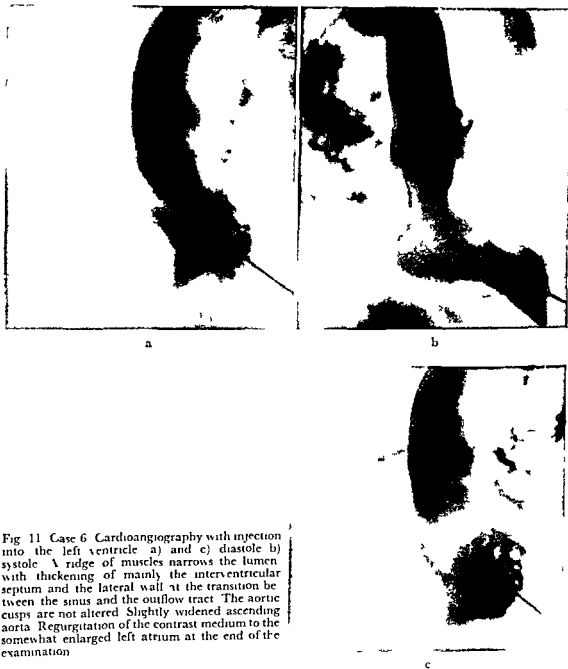 a
b
Fig 11 Case 6 Cardioangiography with injection
into the left ventricle a) and c) diastole b)
systole A ridge of muscles narrows the lumen
with thickening of mainly the interventricular
septum and the lateral wall at the transition be
tween the sinus and the outflow tract The aortic
cusps are not altered Slightly widened ascending
aorta Regurgitation of the contrast medium to the
somewhat enlarged left atrium at the end of the
examination
c